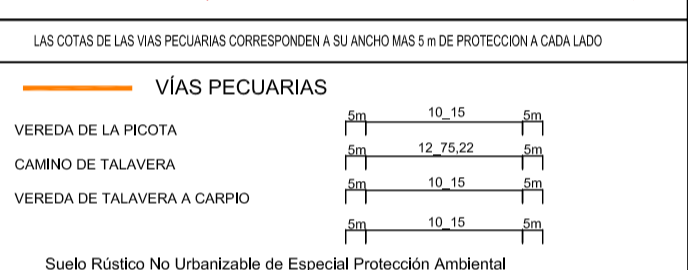 LAS COTAS DE LAS VIAS PECUARIAS CORRESPONDEN A SU ANCHO MAS 5 m DE PROTECCION A CADA LADO
VÍAS PECUARIAS
5m 10_15 5m
VEREDA DE LA PICOTA
5m 12_75,22 5m
CAMINO DE TALAVERA
5m 10_15 5m
VEREDA DE TALAVERA A CARPIO
5m 10_15 5m
Suelo Rústico No Urbanizable de Especial Protección Ambiental